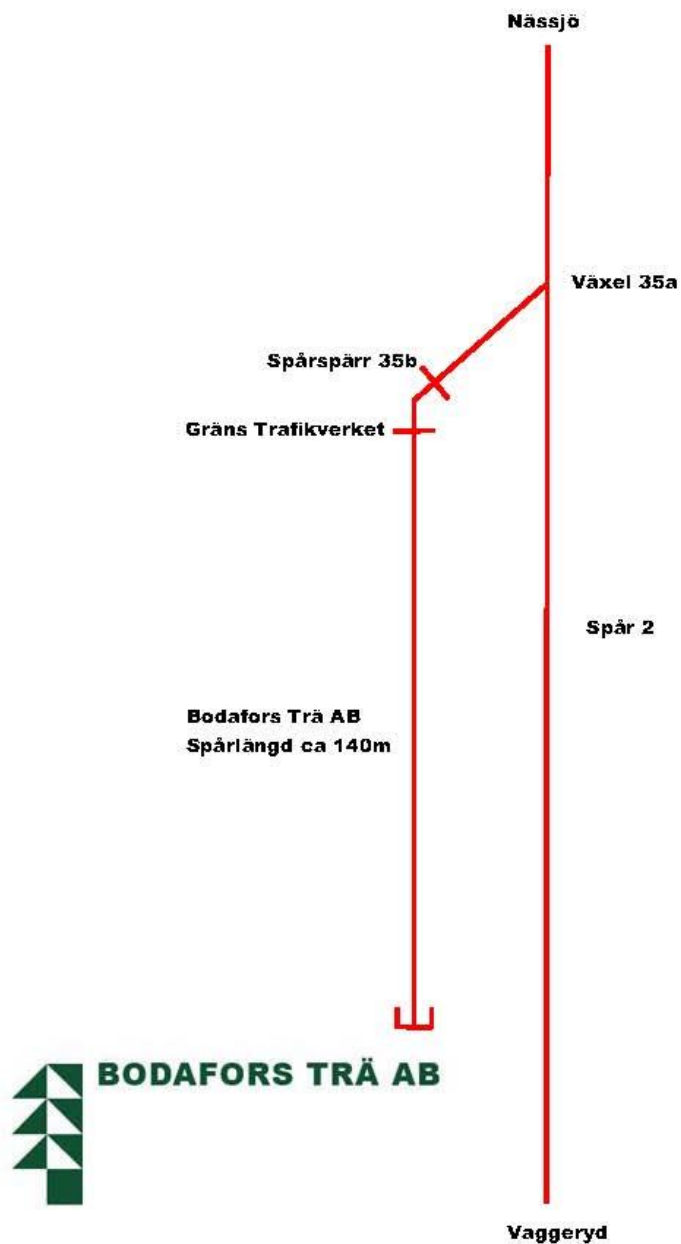 Nässjö
Växel 35a
Spårspärr 35b
Gräns Trafikverket
Spår 2
Bodafors Trä AB
Spårlängd ca 140m
BODAFORS TRÄ AB
Vaggeryd